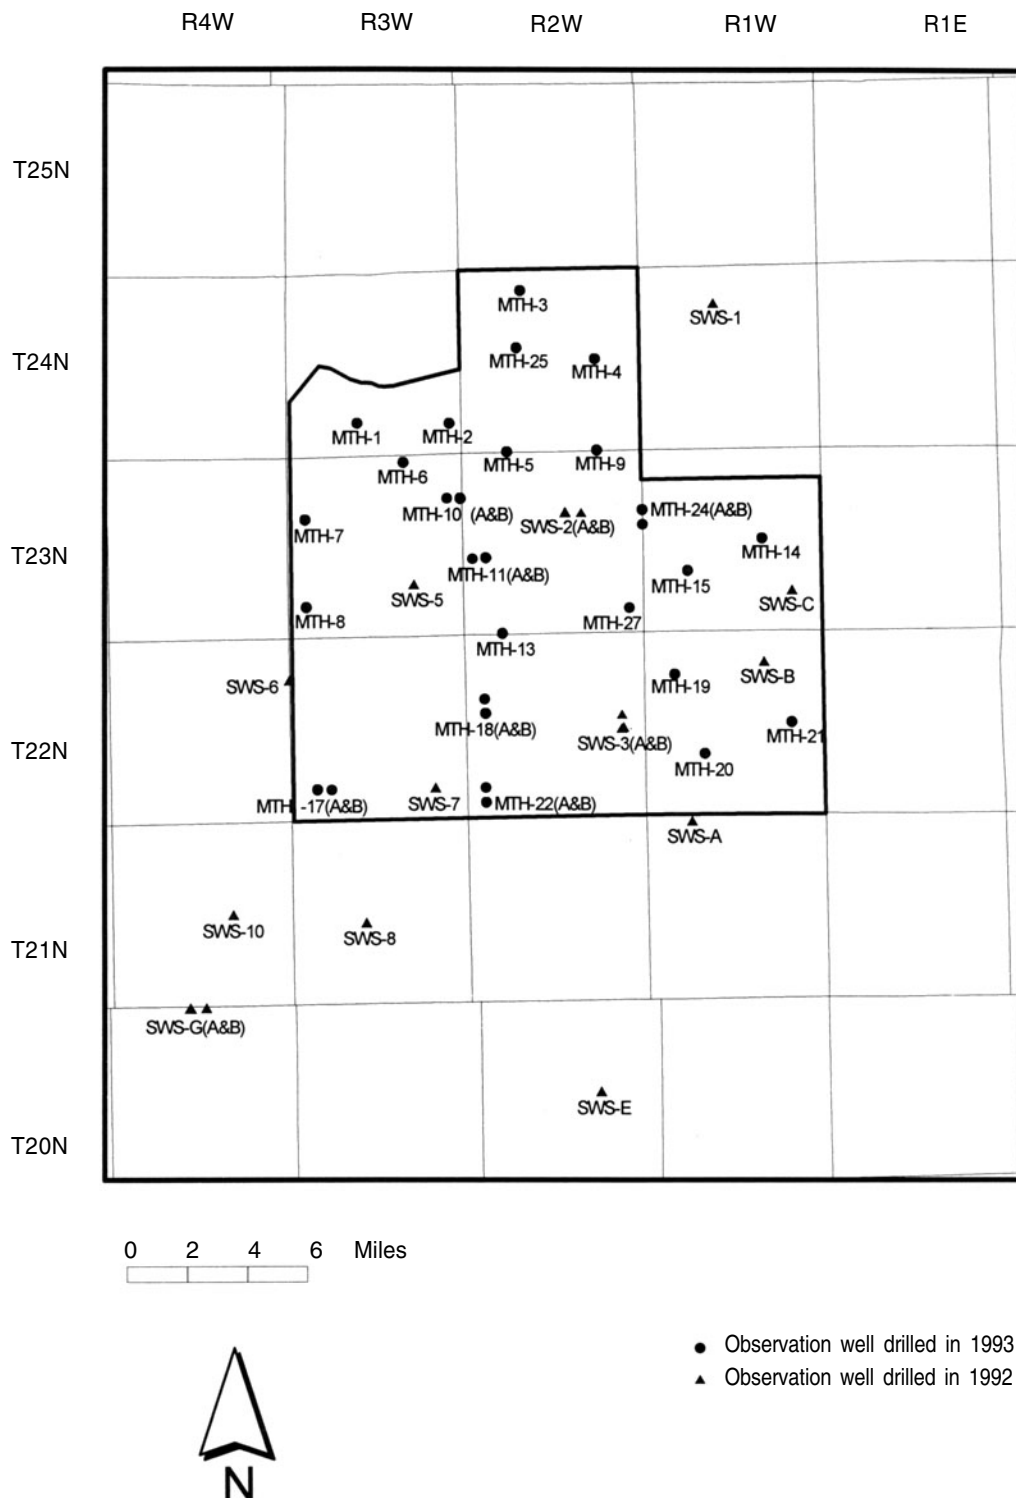 R4W R3W R2W R1W R1E
T25N
MTH-3
SWS-1
T24N
MTH-25
MTH-4
MTH-1
MTH-2
MTH-5
MTH-9
MTH-6
MTH-10 (A&B)
MTH-24(A&B)
SWS-2(A&B)
MTH-7
MTH-14
T23N
MTH-11(A&B)
MTH-15
SWS-5
SWS-C
MTH-8
MTH-27
MTH-13
SWS-B
SWS-6
MTH-19
MTH-18(A&B)
MTH-21
SWS-3(A&B)
T22N
MTH-20
MTH -17(A&B)
SWS-7
MTH-22(A&B)
SWS-A
SWS-10
SWS-8
T21N
SWS-G(A&B)
SWS-E
T20N
0 2 4 6 Miles
Observation well drilled in 1993
Observation well drilled in 1992
N